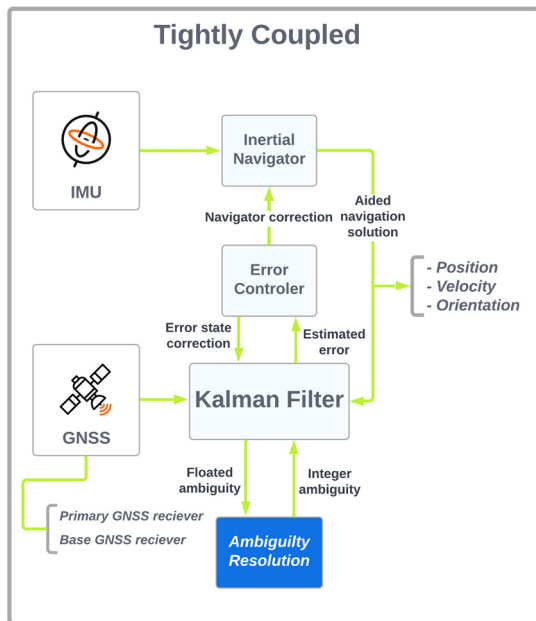 Tightly Coupled
IMU
Inertial
Navigator
Navigator correction
Aided
navigation
solution
Error
Controler
- Position
- Velocity
- Orientation
Error state
correction
Estimated
error
GNSS
Kalman Filter
Floated
ambiguity
Integer
ambiguity
Primary GNSS reciever
Base GNSS reciever
Ambiguilty
Resolution